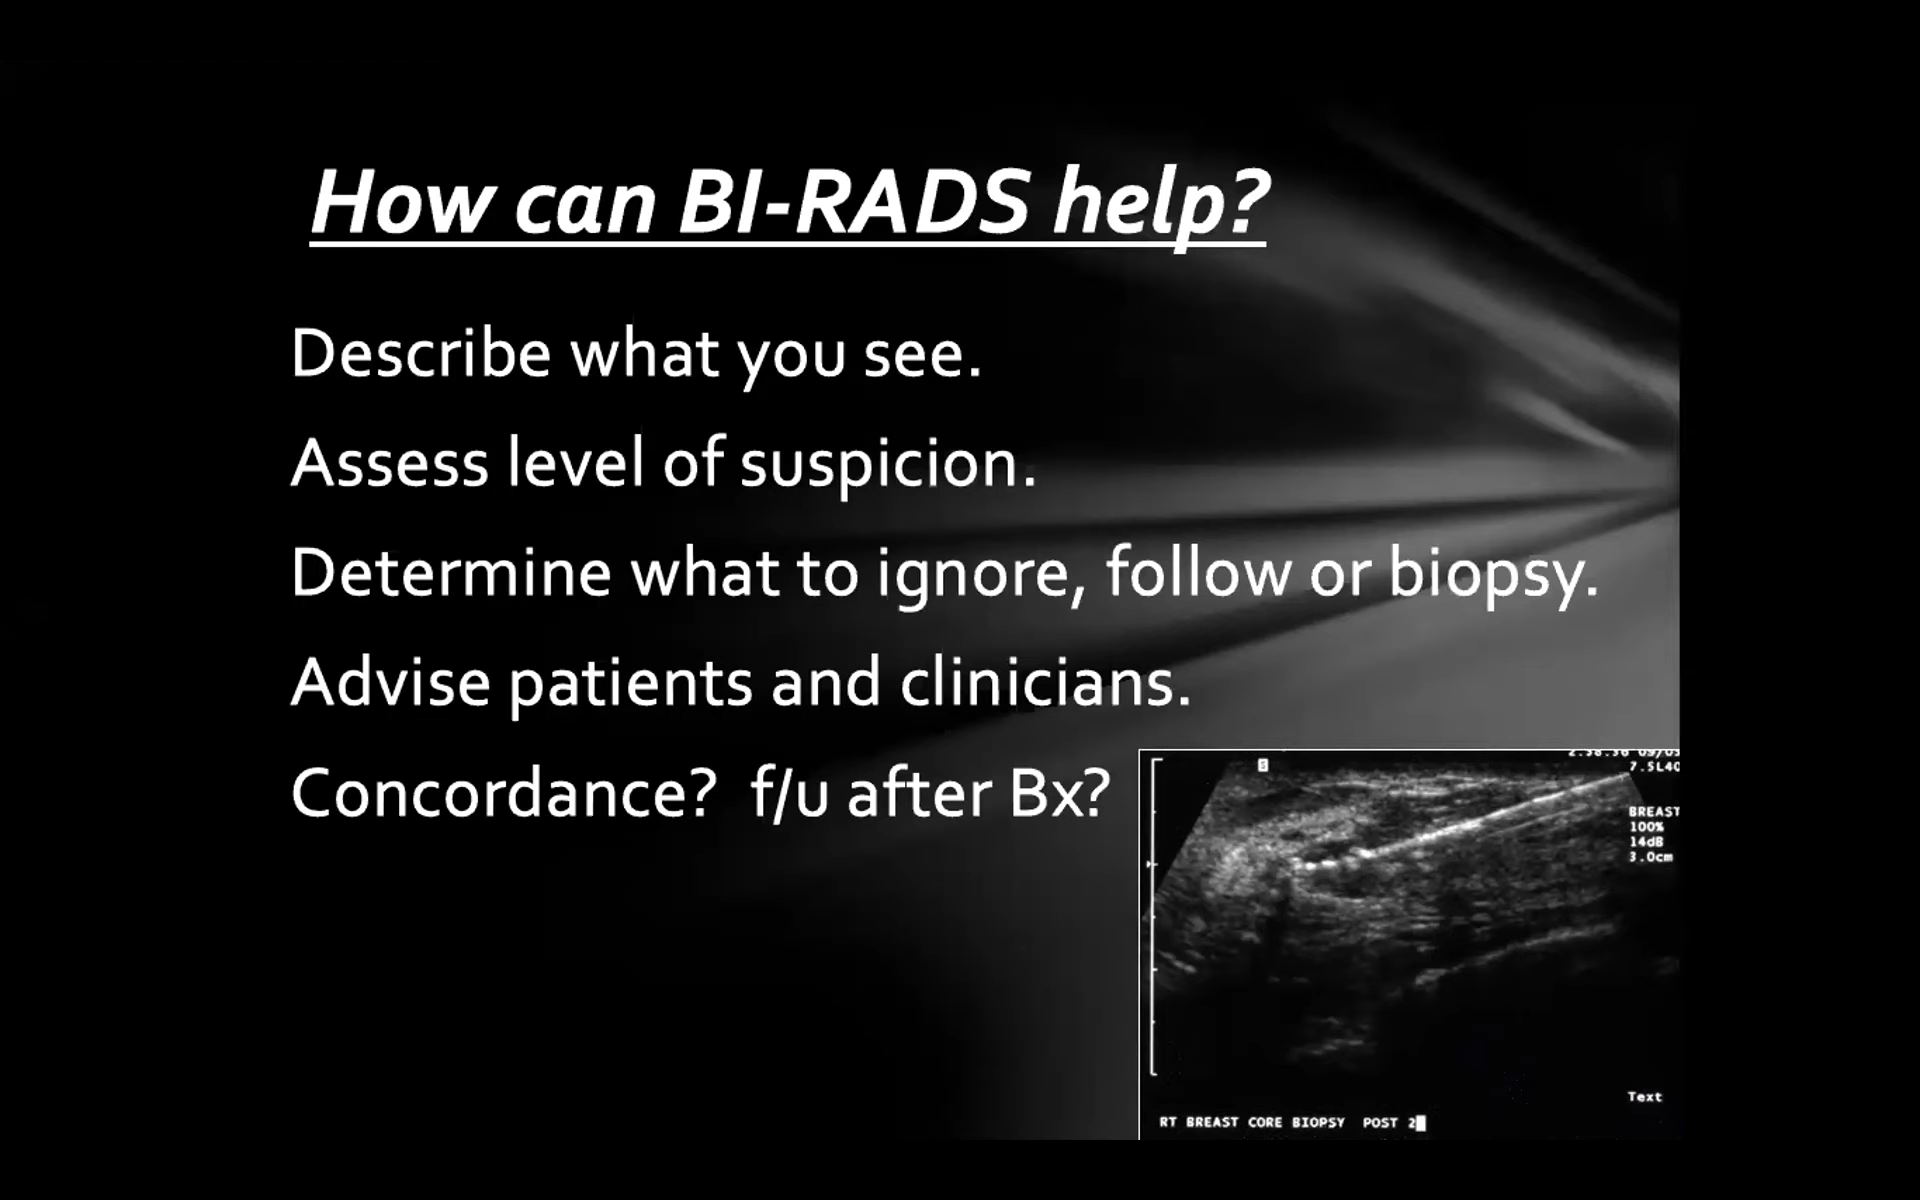 How can BI-RADS help?
Describe what you see.
Assess level of suspicion.
Determine what to ignore, follow or biopsy.
Advise patients and clinicians.
Concordance?  f/u after Bx?
S
7.5L40
BREAST
100%
14dB
3.0cm
Text
RT BREAST CORE BIOPSY  POST 2